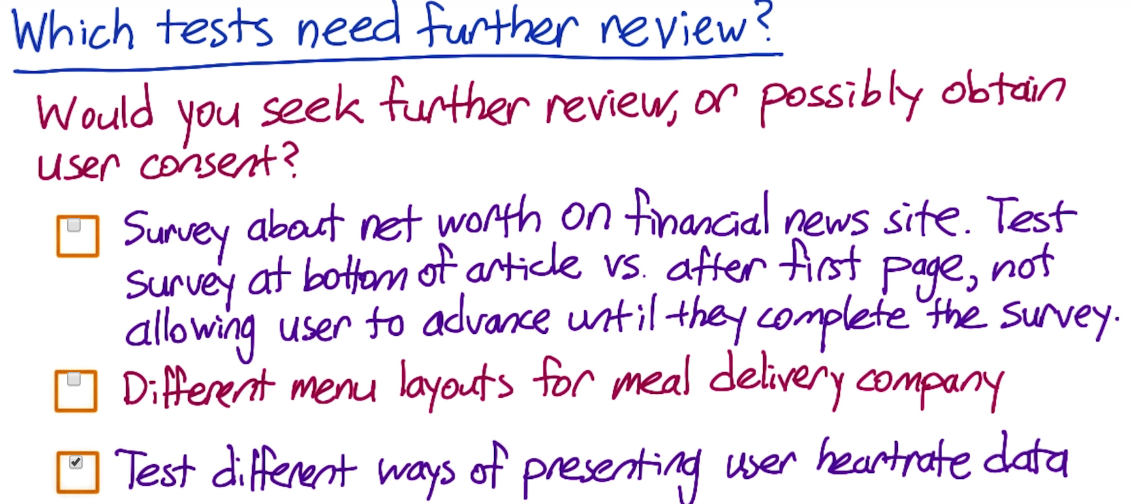 Which tests need further review?
Would you seek further review, or possibly obtain
user consent?
Survey about net worth on financial news site. Test
survey at bottom of article vs. after first page, not
allowing user to advance until they complete the survey.
Different menu layouts for meal delivery company
Test different ways of presenting user heartrate data